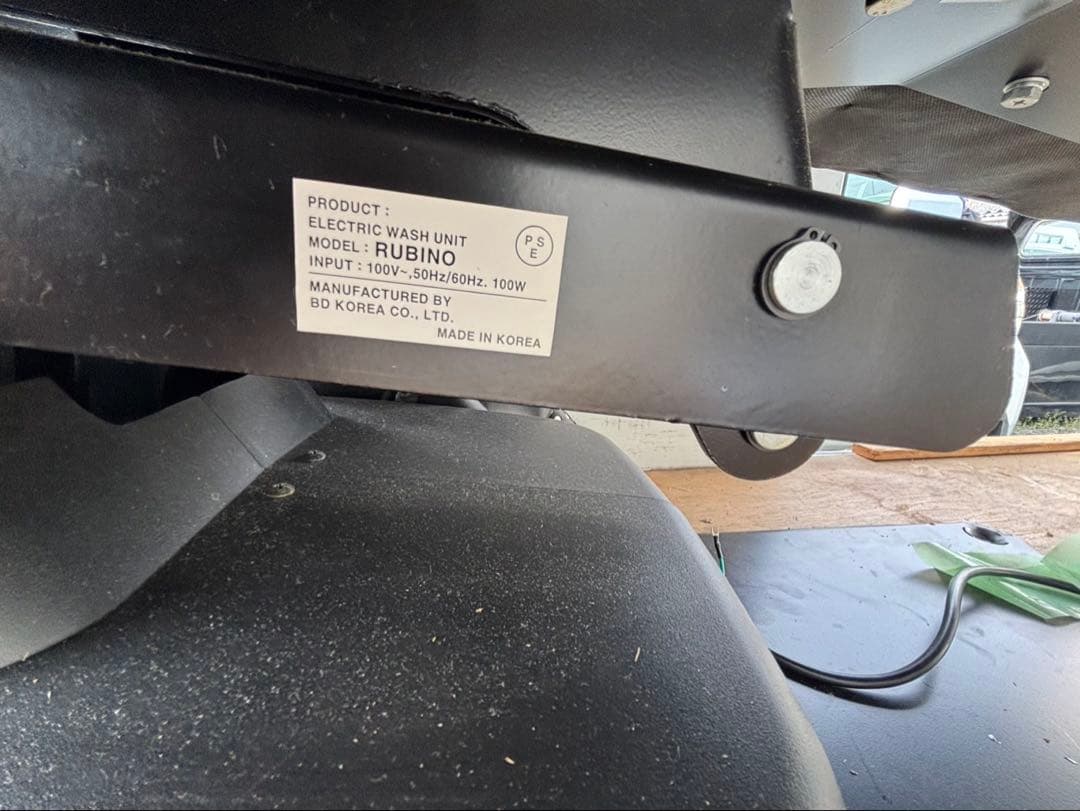 PRODUCT :
ELECTRIC WASH UNIT
MODEL : RUBINO
INPUT : 100V~,50Hz/60Hz. 100W
PS
E
MANUFACTURED BY
BD KOREA CO., LTD.
MADE IN KOREA